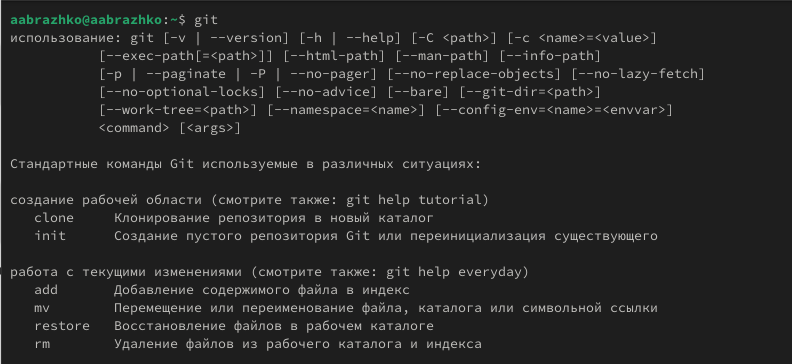 aabrazhko@aabrazhko:~$ git
использование: git [-v | --version] [-h | --help] [-C <path>] [-c <name>=<value>]
           [--exec-path[=<path>]] [--html-path] [--man-path] [--info-path]
           [-p | --paginate | -P | --no-pager] [--no-replace-objects] [--no-lazy-fetch]
           [--no-optional-locks] [--no-advice] [--bare] [--git-dir=<path>]
           [--work-tree=<path>] [--namespace=<name>] [--config-env=<name>=<envvar>]
           <command> [<args>]

Стандартные команды Git используемые в различных ситуациях:

создание рабочей области (смотрите также: git help tutorial)
   clone     Клонирование репозитория в новый каталог
   init      Создание пустого репозитория Git или переинициализация существующего

работа с текущими изменениями (смотрите также: git help everyday)
   add       Добавление содержимого файла в индекс
   mv        Перемещение или переименование файла, каталога или символьной ссылки
   restore   Восстановление файлов в рабочем каталоге
   rm        Удаление файлов из рабочего каталога и индекса